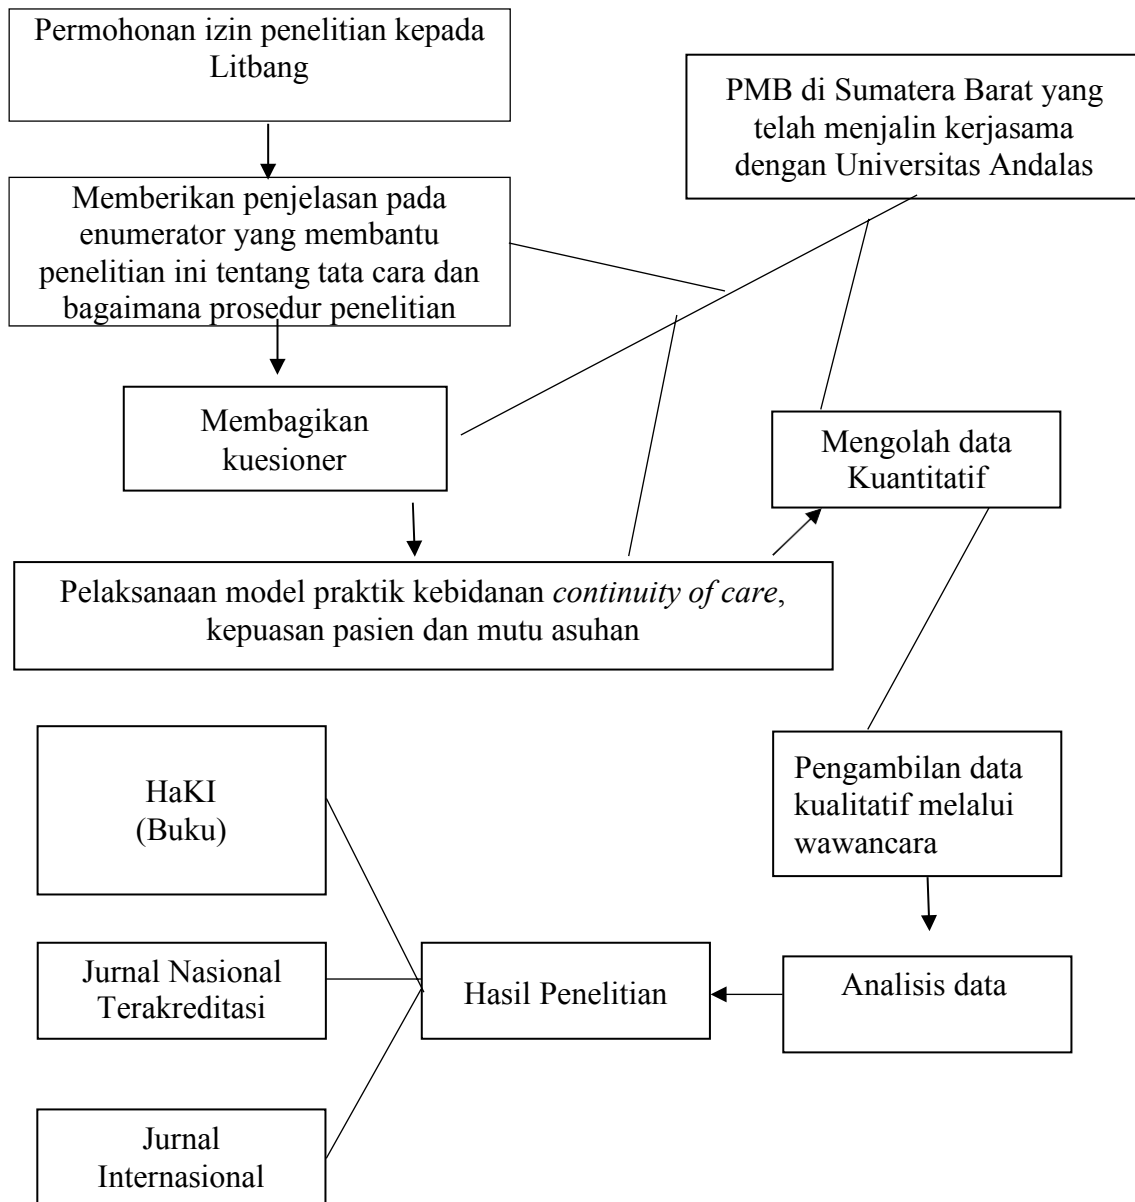 Permohonan izin penelitian kepada
Litbang
PMB di Sumatera Barat yang
telah menjalin kerjasama
dengan Universitas Andalas
Memberikan penjelasan pada
enumerator yang membantu
penelitian ini tentang tata cara dan
bagaimana prosedur penelitian
Membagikan
kuesioner
Mengolah data
Kuantitatif
Pelaksanaan model praktik kebidanan continuity of care,
kepuasan pasien dan mutu asuhan
Pengambilan data
kualitatif melalui
wawancara
HaKI
(Buku)
Jurnal Nasional
Terakreditasi
Hasil Penelitian
Analisis data
Jurnal
Internasional